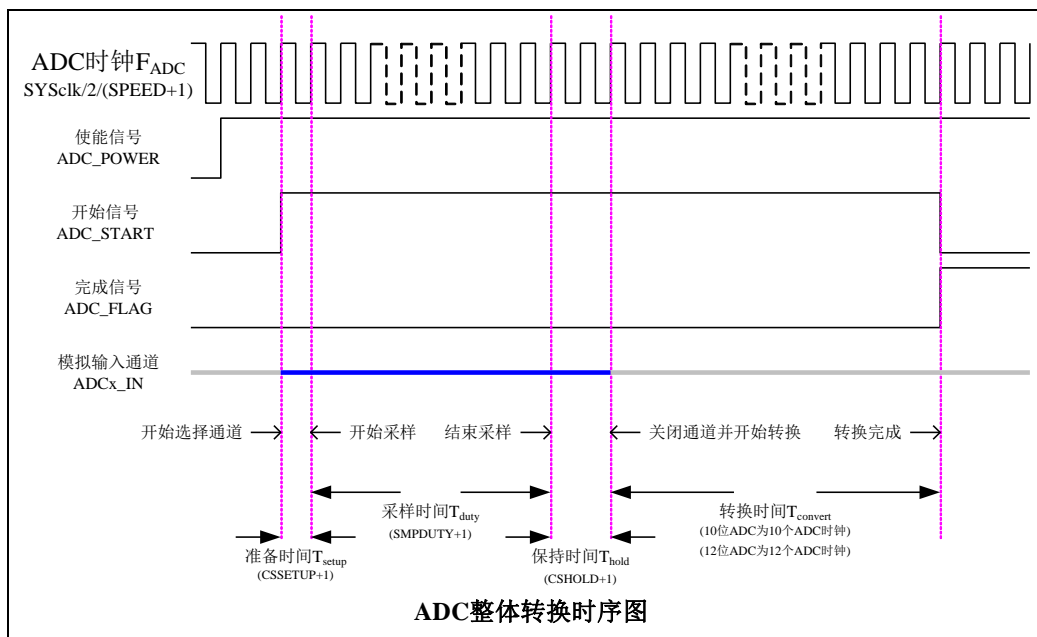 ADC时钟FADC
SYSclk/2/(SPEED+1)
使能信号
ADC_POWER
开始信号
ADC_START
完成信号
ADC_FLAG
模拟输入通道
ADCx_IN
开始选择通道
开始采样
结束采样
关闭通道并开始转换
转换完成
采样时间Tduty
(SMPDUTY+1)
转换时间Tconvert
(10位ADC为10个ADC时钟)
(12位ADC为12个ADC时钟)
准备时间Tsetup
(CSSETUP+1)
保持时间Thold
(CSHOLD+1)
ADC整体转换时序图